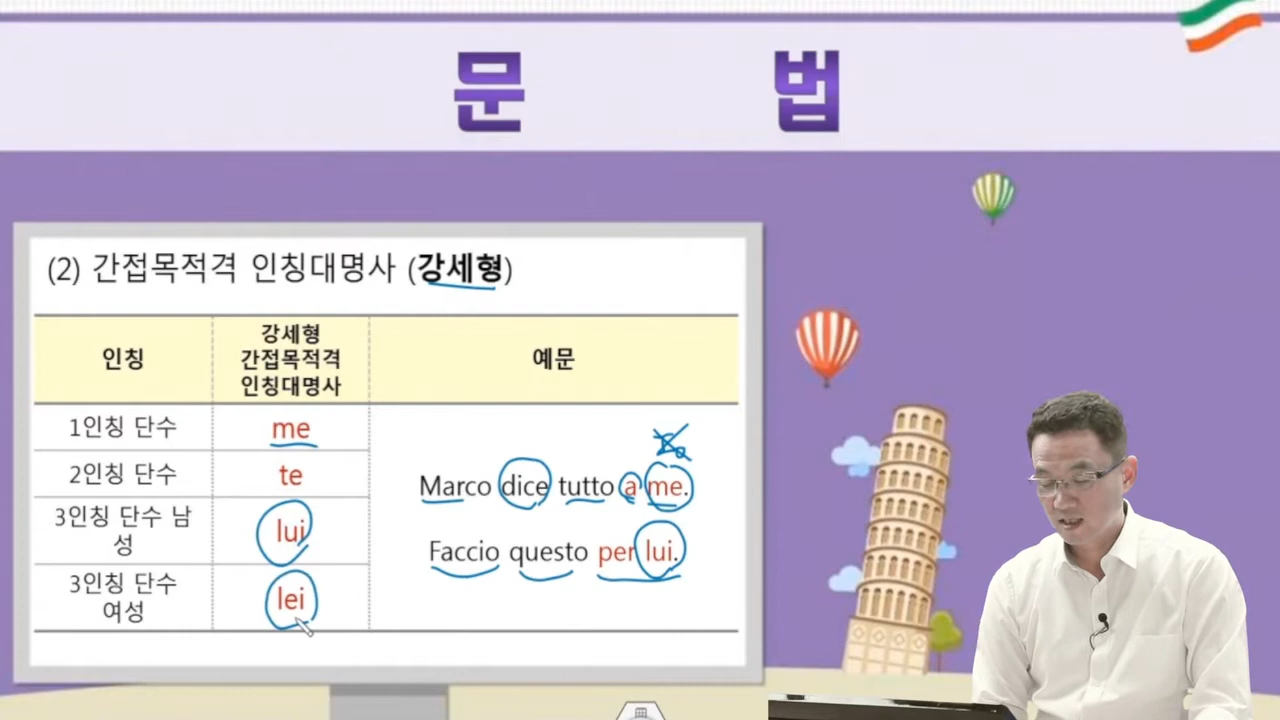 문 법
(2) 간접목적격 인칭대명사 (강세형)
인칭
강세형
간접목적격
인칭대명사
예문
1인칭 단수
me
2인칭 단수
te
3인칭 단수 남
성
lui
3인칭 단수
여성
lei
Marco dice tutto a me.
Faccio questo per lui.